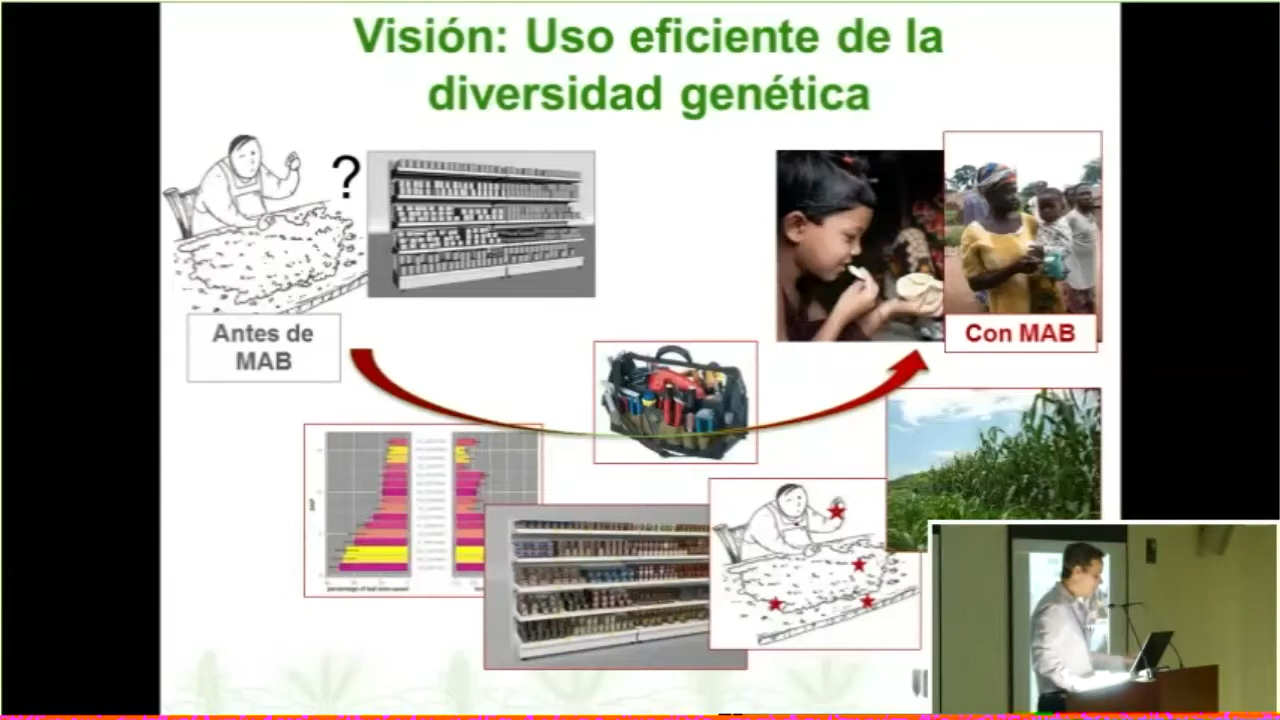 Visión: Uso eficiente de la
diversidad genética
?
Antes de
MAB
Con MAB